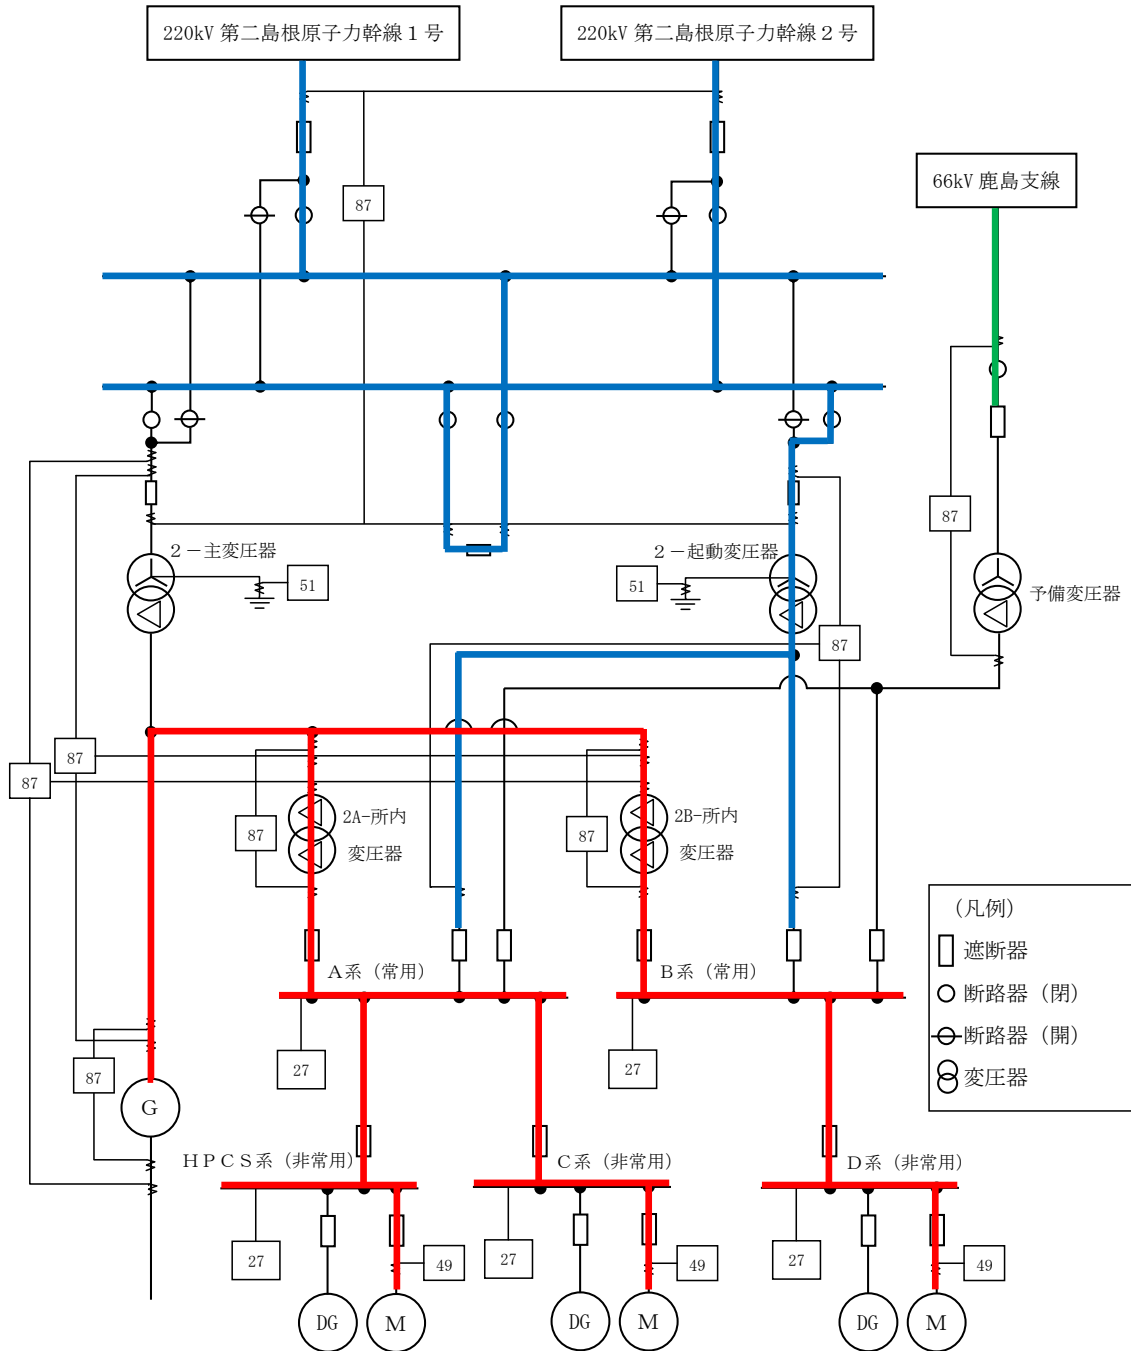 220kV 第二島根原子力幹線１号
220kV 第二島根原子力幹線２号
66kV 鹿島支線
87
87
２－主変圧器
51
２－起動変圧器
51
予備変圧器
87
87
87
2A-所内
変圧器
87
2B-所内
変圧器
87
（凡例）
遮断器
断路器（閉）
断路器（開）
変圧器
Ａ系（常用）
Ｂ系（常用）
27
27
87
G
ＨＰＣＳ系（非常用）
Ｃ系（非常用）
Ｄ系（非常用）
27
49
27
49
27
49
DG
M
DG
M
DG
M